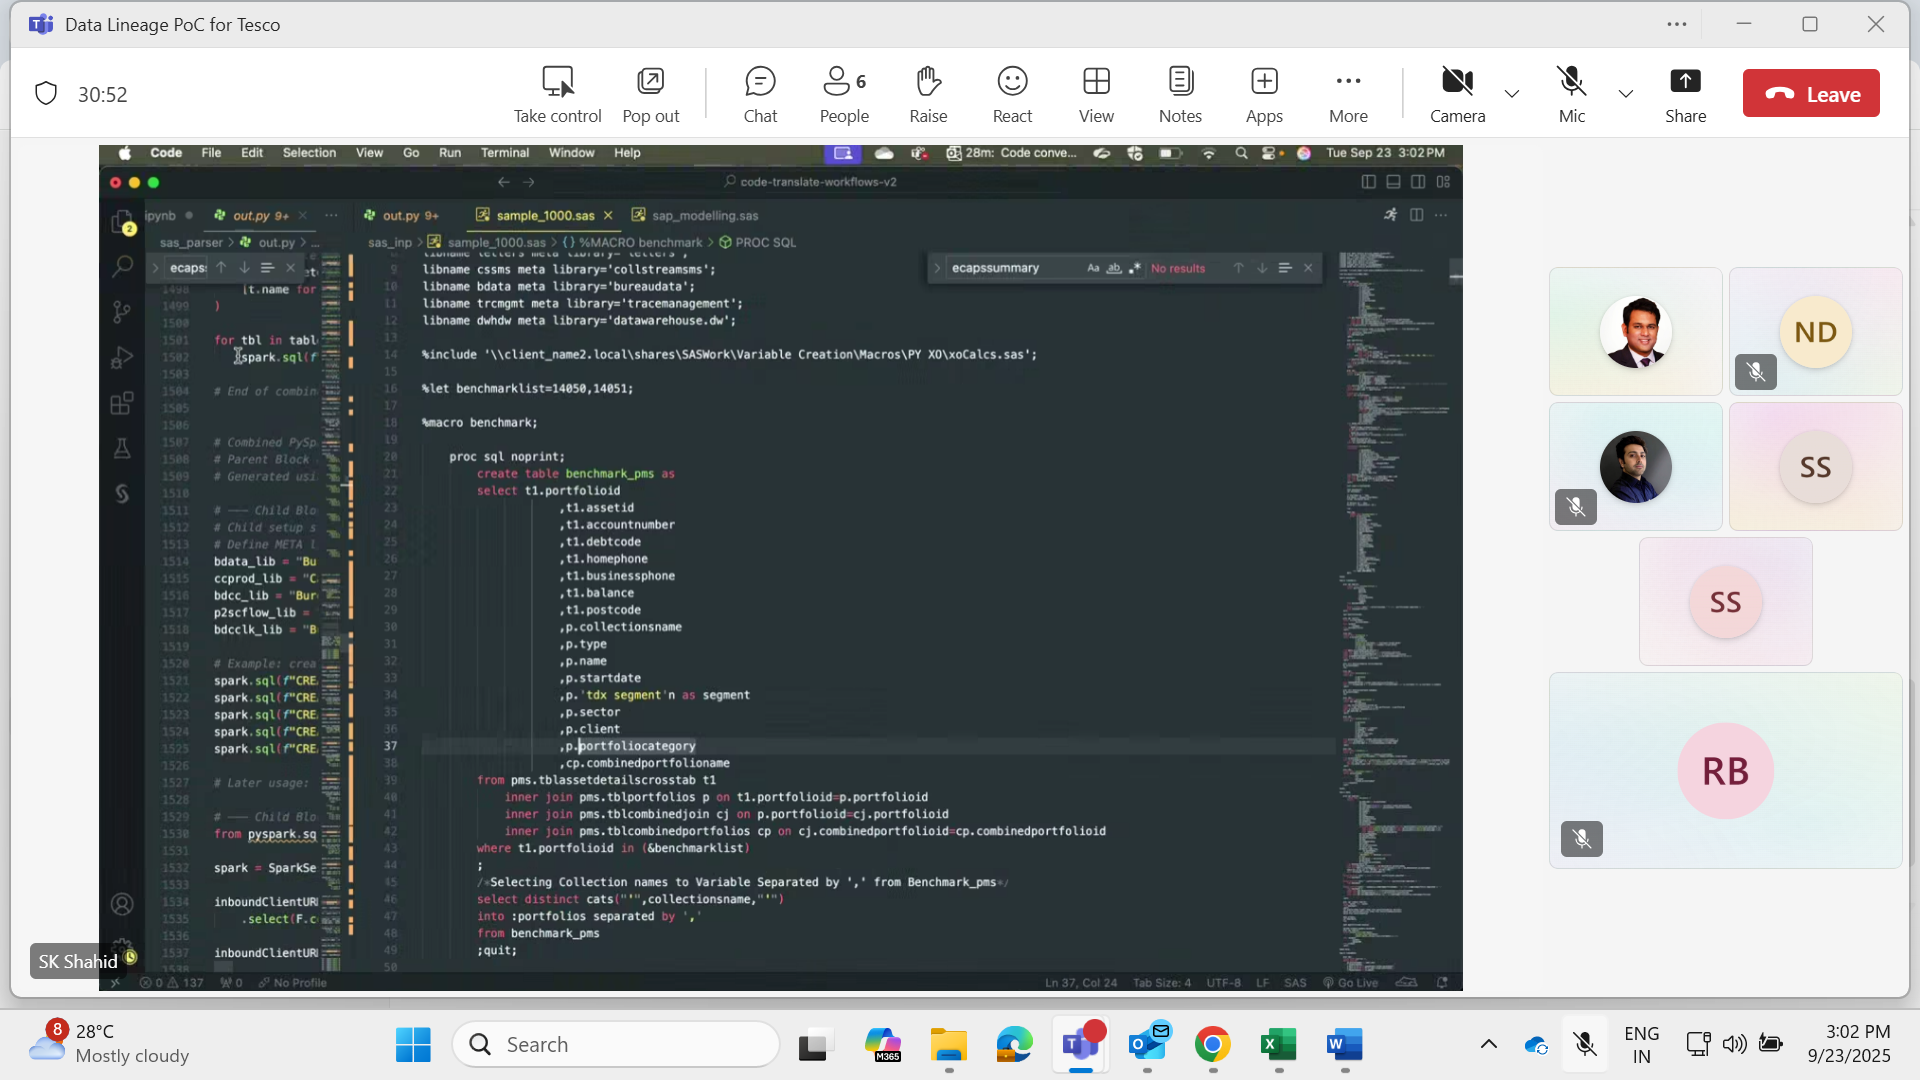 Data Lineage PoC for Tesco
30:52
Take control
Pop out
Chat
6
People
Raise
React
View
Notes
Apps
More
Camera
Mic
Share
Leave
Code File Edit Selection View Go Run Terminal Window Help
28m: Code conve...
Tue Sep 23 3:02 PM
code-translate-workflows-v2
2
ipynb
out.py 9+
out.py 9+
sample_1000.sas
sap_modelling.sas
sas_parser > out.py > ...
sas_inp > sample_1000.sas > {} %MACRO benchmark > PROC SQL
ecaps
ecapssummary
Aa ab No results
1498 [t.name for
1499 )
1500
1501 for tbl in tabl
1502 spark.sql(f"
1503
1504 # End of combin
1505
1506
1507 # Combined PySp
1508 # Parent Block
1509 # Generated usi
1510
1511 # --- Child Blo
1512 # Child setup s
1513 # Define META l
1514 bdata_lib = "Bu
1515 ccprod_lib = "C
1516 bdcc_lib = "Bur
1517 p2scflow_lib =
1518 bdcclk_lib = "B
1519
1520 # Example: crea
1521 spark.sql(f"CRE
1522 spark.sql(f"CRE
1523 spark.sql(f"CRE
1524 spark.sql(f"CRE
1525 spark.sql(f"CRE
1526
1527 # Later usage:
1528
1529 # --- Child Blo
1530 from pyspark.sq
1531
1532 spark = SparkSe
1533
1534 inboundClientURI
1535 .select(F.c
1536
1537 inboundClientURI
1538
9 libname cssms meta library='collstreamsms';
10 libname bdata meta library='bureaudata';
11 libname trcmgmt meta library='tracemanagement';
12 libname dwhdw meta library='datawarehouse.dw';
13
14 %include '\\client_name2.local\shares\SASWork\Variable Creation\Macros\PY XO\xoCalcs.sas';
15
16 %let benchmarklist=14050,14051;
17
18 %macro benchmark;
19
20 proc sql noprint;
21 create table benchmark_pms as
22 select t1.portfolioid
23 ,t1.assetid
24 ,t1.accountnumber
25 ,t1.debtcode
26 ,t1.homephone
27 ,t1.businessphone
28 ,t1.balance
29 ,t1.postcode
30 ,p.collectionsname
31 ,p.type
32 ,p.name
33 ,p.startdate
34 ,p.'tdx segment'n as segment
35 ,p.sector
36 ,p.client
37 ,p.portfoliocategory
38 ,cp.combinedportfolioname
39 from pms.tblassetdetailscrosstab t1
40 inner join pms.tblportfolios p on t1.portfolioid=p.portfolioid
41 inner join pms.tblcombinedjoin cj on p.portfolioid=cj.portfolioid
42 inner join pms.tblcombinedportfolios cp on cj.combinedportfolioid=cp.combinedportfolioid
43 where t1.portfolioid in (&benchmarklist)
44 ;
45 /*Selecting Collection names to Variable Separated by ',' from Benchmark_pms*/
46 select distinct cats("'",collectionsname,"'")
47 into :portfolios separated by ','
48 from benchmark_pms
49 ;quit;
50
0 137 0 No Profile
Ln 37, Col 24 Tab Size: 4 UTF-8 LF SAS Go Live
SK Shahid
ND
SS
SS
RB
8
28°C
Mostly cloudy
Search
M365
ENG
IN
3:02 PM
9/23/2025